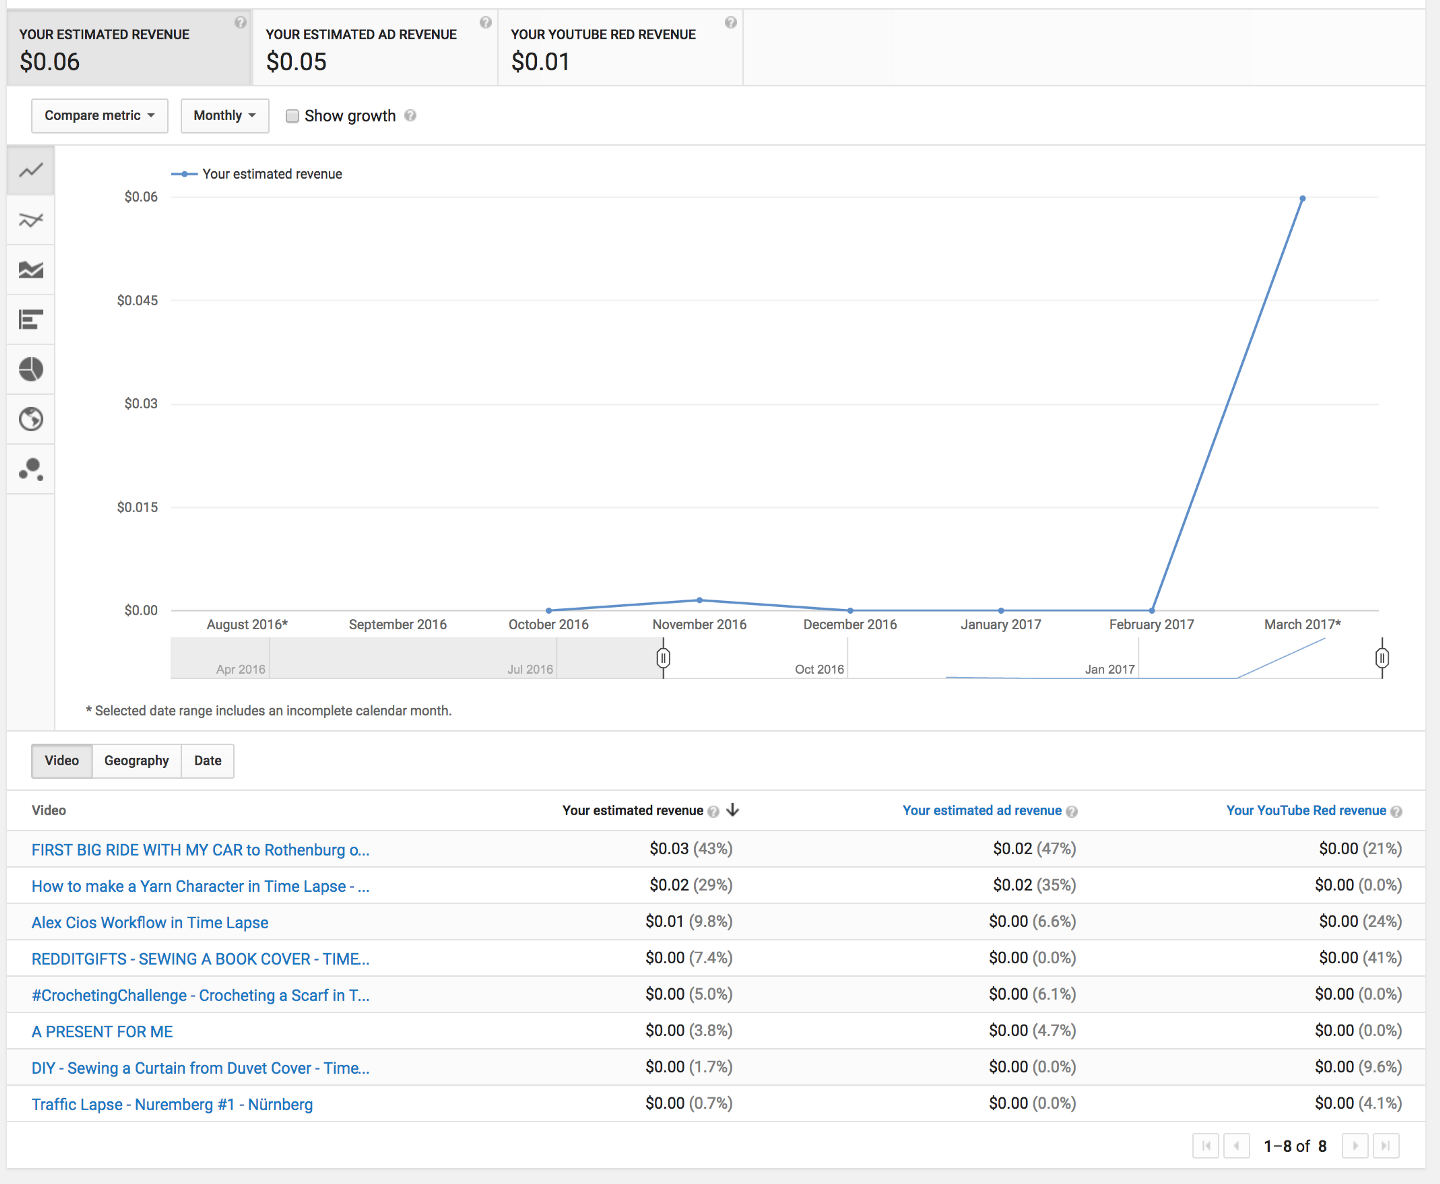 YOUR ESTIMATED REVENUE ? YOUR ESTIMATED AD REVENUE ? YOUR YOUTUBE RED REVENUE ?
$0.06 $0.05 $0.01
Compare metric Monthly Show growth ?
Your estimated revenue
$0.06
$0.045
$0.03
$0.015
$0.00
August 2016* September 2016 October 2016 November 2016 December 2016 January 2017 February 2017 March 2017*
Apr 2016 Jul 2016 Oct 2016 Jan 2017
* Selected date range includes an incomplete calendar month.
Video Geography Date
Video Your estimated revenue ? Your estimated ad revenue ? Your YouTube Red revenue ?
FIRST BIG RIDE WITH MY CAR to Rothenburg o... $0.03 (43%) $0.02 (47%) $0.00 (21%)
How to make a Yarn Character in Time Lapse - ... $0.02 (29%) $0.02 (35%) $0.00 (0.0%)
Alex Cios Workflow in Time Lapse $0.01 (9.8%) $0.00 (6.6%) $0.00 (24%)
REDDITGIFTS - SEWING A BOOK COVER - TIME... $0.00 (7.4%) $0.00 (0.0%) $0.00 (41%)
#CrochetingChallenge - Crocheting a Scarf in T... $0.00 (5.0%) $0.00 (6.1%) $0.00 (0.0%)
A PRESENT FOR ME $0.00 (3.8%) $0.00 (4.7%) $0.00 (0.0%)
DIY - Sewing a Curtain from Duvet Cover - Time... $0.00 (1.7%) $0.00 (0.0%) $0.00 (9.6%)
Traffic Lapse - Nuremberg #1 - Nürnberg $0.00 (0.7%) $0.00 (0.0%) $0.00 (4.1%)
1–8 of 8